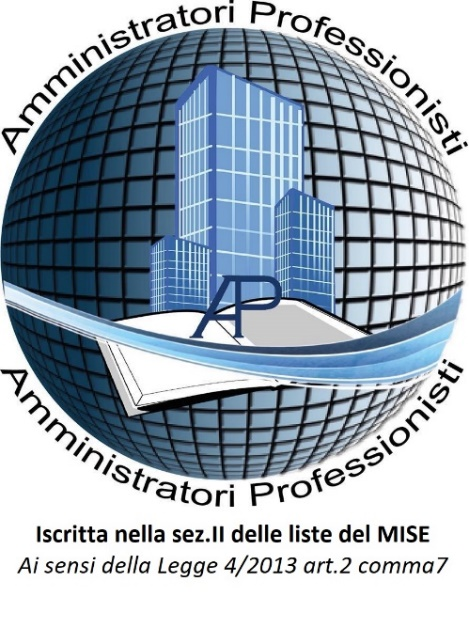 Amministratori Professionisti
AP
Amministratori Professionisti
Iscritta nella sez.II delle liste del MISE
Ai sensi della Legge 4/2013 art.2 comma7